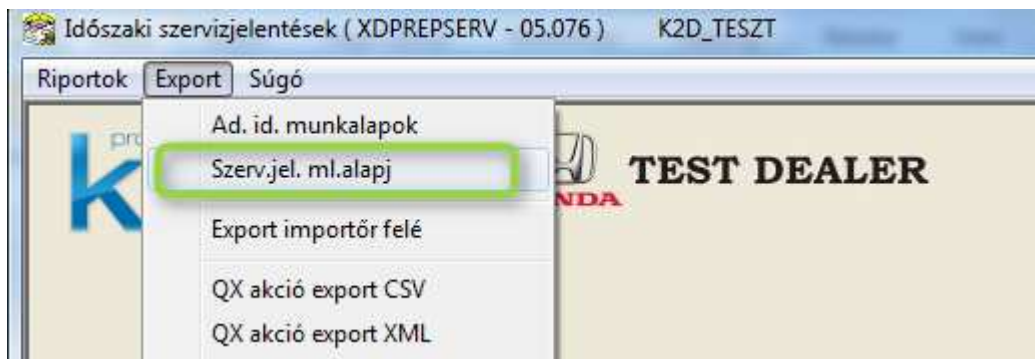 Időszaki szervizjelentések ( XDPREPSERV - 05.076 ) K2D_TESZT
Riportok Export Súgó
Ad. id. munkalapok
Szerv.jel. ml.alapj
TEST DEALER
Export importőr felé
QX akció export CSV
QX akció export XML